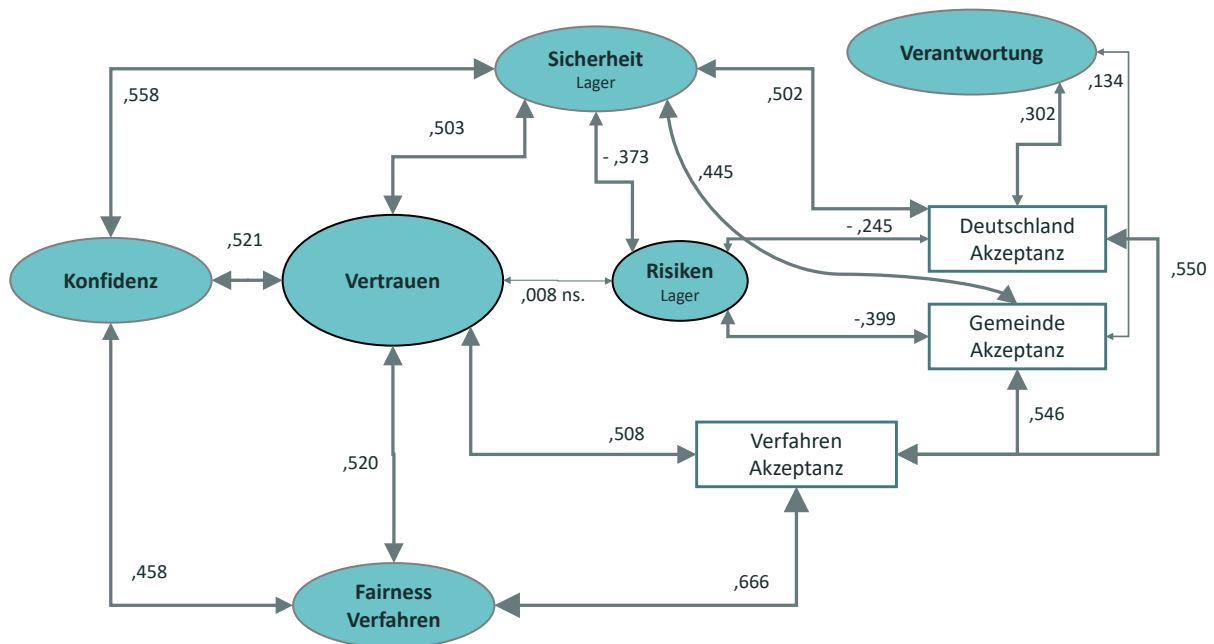 Sicherheit
Lager
Verantwortung
,558
,502
,134
,302
,503
- ,373
,445
- ,245
Deutschland
Akzeptanz
,521
Konfidenz
Vertrauen
,008 ns.
Risiken
Lager
,550
-,399
Gemeinde
Akzeptanz
,546
,508
Verfahren
Akzeptanz
,520
,458
,666
Fairness
Verfahren